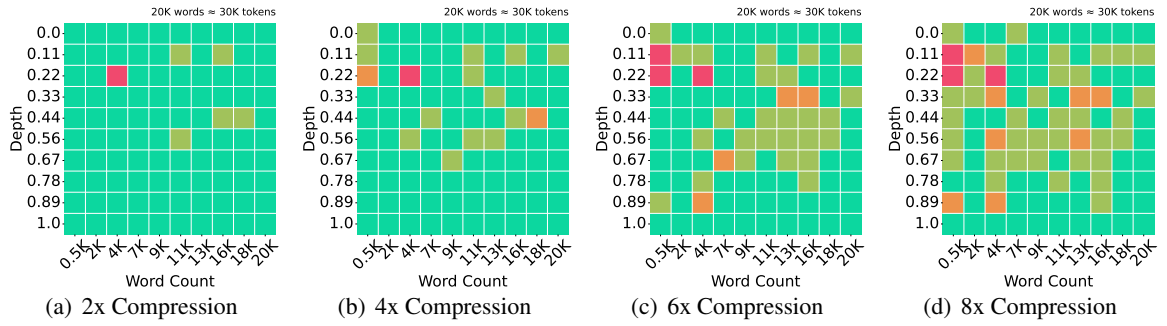 20K words ≈ 30K tokens
0.0
0.11
0.22
0.33
0.44
0.56
0.67
0.78
0.89
1.0
Depth
0.5K 2K 4K 7K 9K 11K 13K 16K 18K 20K
Word Count
(a) 2x Compression
20K words ≈ 30K tokens
0.0
0.11
0.22
0.33
0.44
0.56
0.67
0.78
0.89
1.0
Depth
0.5K 2K 4K 7K 9K 11K 13K 16K 18K 20K
Word Count
(b) 4x Compression
20K words ≈ 30K tokens
0.0
0.11
0.22
0.33
0.44
0.56
0.67
0.78
0.89
1.0
Depth
0.5K 2K 4K 7K 9K 11K 13K 16K 18K 20K
Word Count
(c) 6x Compression
20K words ≈ 30K tokens
0.0
0.11
0.22
0.33
0.44
0.56
0.67
0.78
0.89
1.0
Depth
0.5K 2K 4K 7K 9K 11K 13K 16K 18K 20K
Word Count
(d) 8x Compression